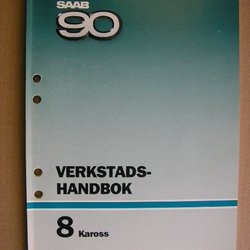 SAAB
90
VERKSTADS-
HANDBOK
8 Kaross